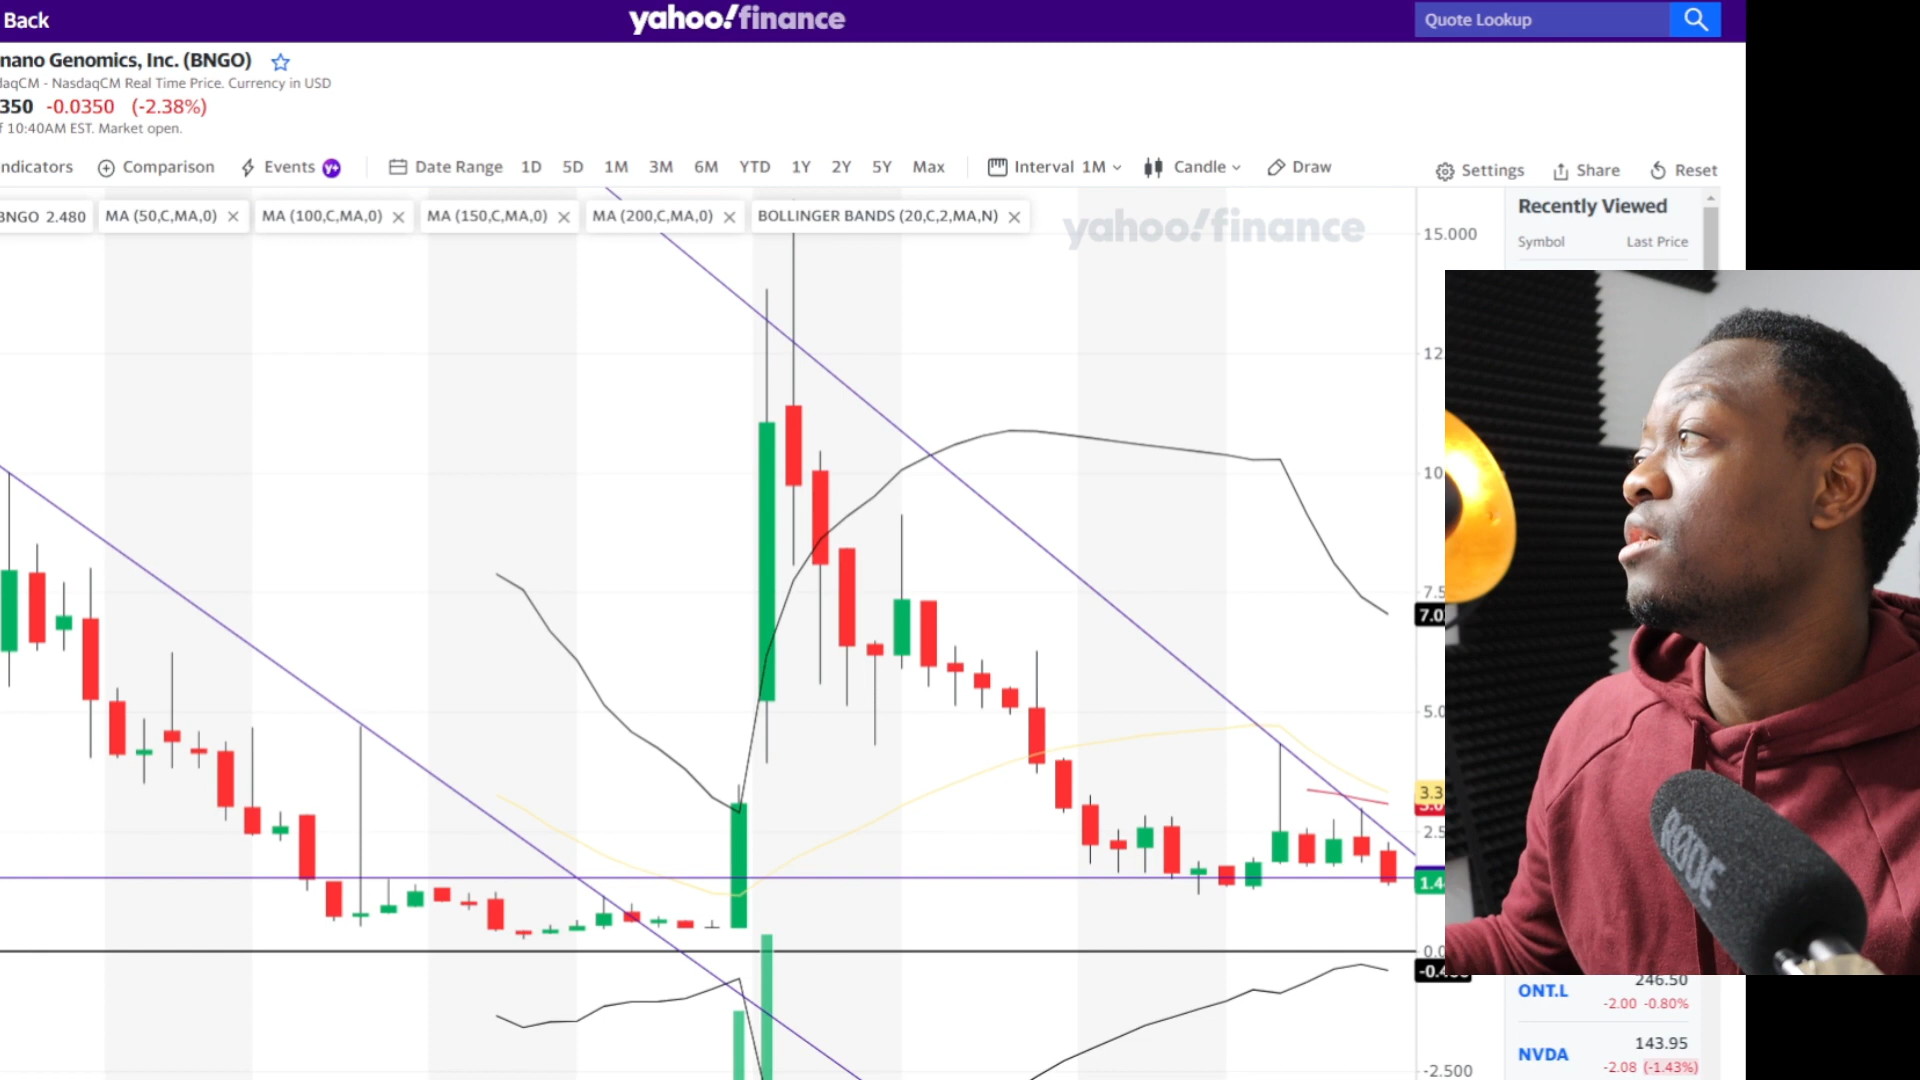 Back
yahoo!finance
Quote Lookup
nano Genomics, Inc. (BNGO)
daqCM - NasdaqCM Real Time Price. Currency in USD
350 -0.0350 (-2.38%)
f 10:40AM EST. Market open.
ndicators
Comparison
Events
Y+
Date Range
1D 5D 1M 3M 6M YTD 1Y 2Y 5Y Max
Interval 1M
Candle
Draw
Settings
Share
Reset
BNGO 2.480
MA (50,C,MA,0)
MA (100,C,MA,0)
MA (150,C,MA,0)
MA (200,C,MA,0)
BOLLINGER BANDS (20,C,2,MA,N)
yahoo!finance
Recently Viewed
Symbol Last Price
15.000
12
10
7.5
7.0
5.0
3.3
2.5
1.4
0.0
-2.500
RØDE
246.50
ONT.L
-2.00 -0.80%
143.95
NVDA
-2.08 (-1.43%)